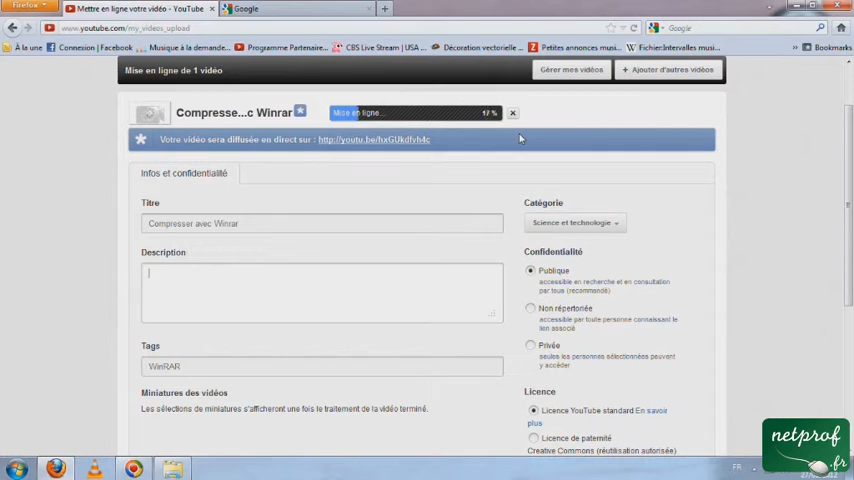 Firefox
Mettre en ligne votre vidéo - YouTube
Google
www.youtube.com/my_videos_upload
Google
À la une
Connexion | Facebook
Musique à la demande...
Programme Partenaire...
CBS Live Stream | USA ...
Décoration vectorielle ...
Petites annonces musi...
Fichier:Intervalles musi...
Bookmarks
Mise en ligne de 1 vidéo
Gérer mes vidéos
+ Ajouter d'autres vidéos
Compresse...c Winrar
Mise en ligne...
17 %
Votre vidéo sera diffusée en direct sur : http://youtu.be/hxGUkdfvh4c
Infos et confidentialité
Titre
Compresser avec Winrar
Description
Tags
WinRAR
Miniatures des vidéos
Les sélections de miniatures s'afficheront une fois le traitement de la vidéo terminé.
Catégorie
Science et technologie
Confidentialité
Publique
accessible en recherche et en consultation
par tous (recommandé)
Non répertoriée
accessible par toute personne connaissant le
lien associé
Privée
seules les personnes sélectionnées peuvent
y accéder
Licence
Licence YouTube standard En savoir
plus
Licence de paternité
Creative Commons (réutilisation autorisée)
FR
netprof
.fr